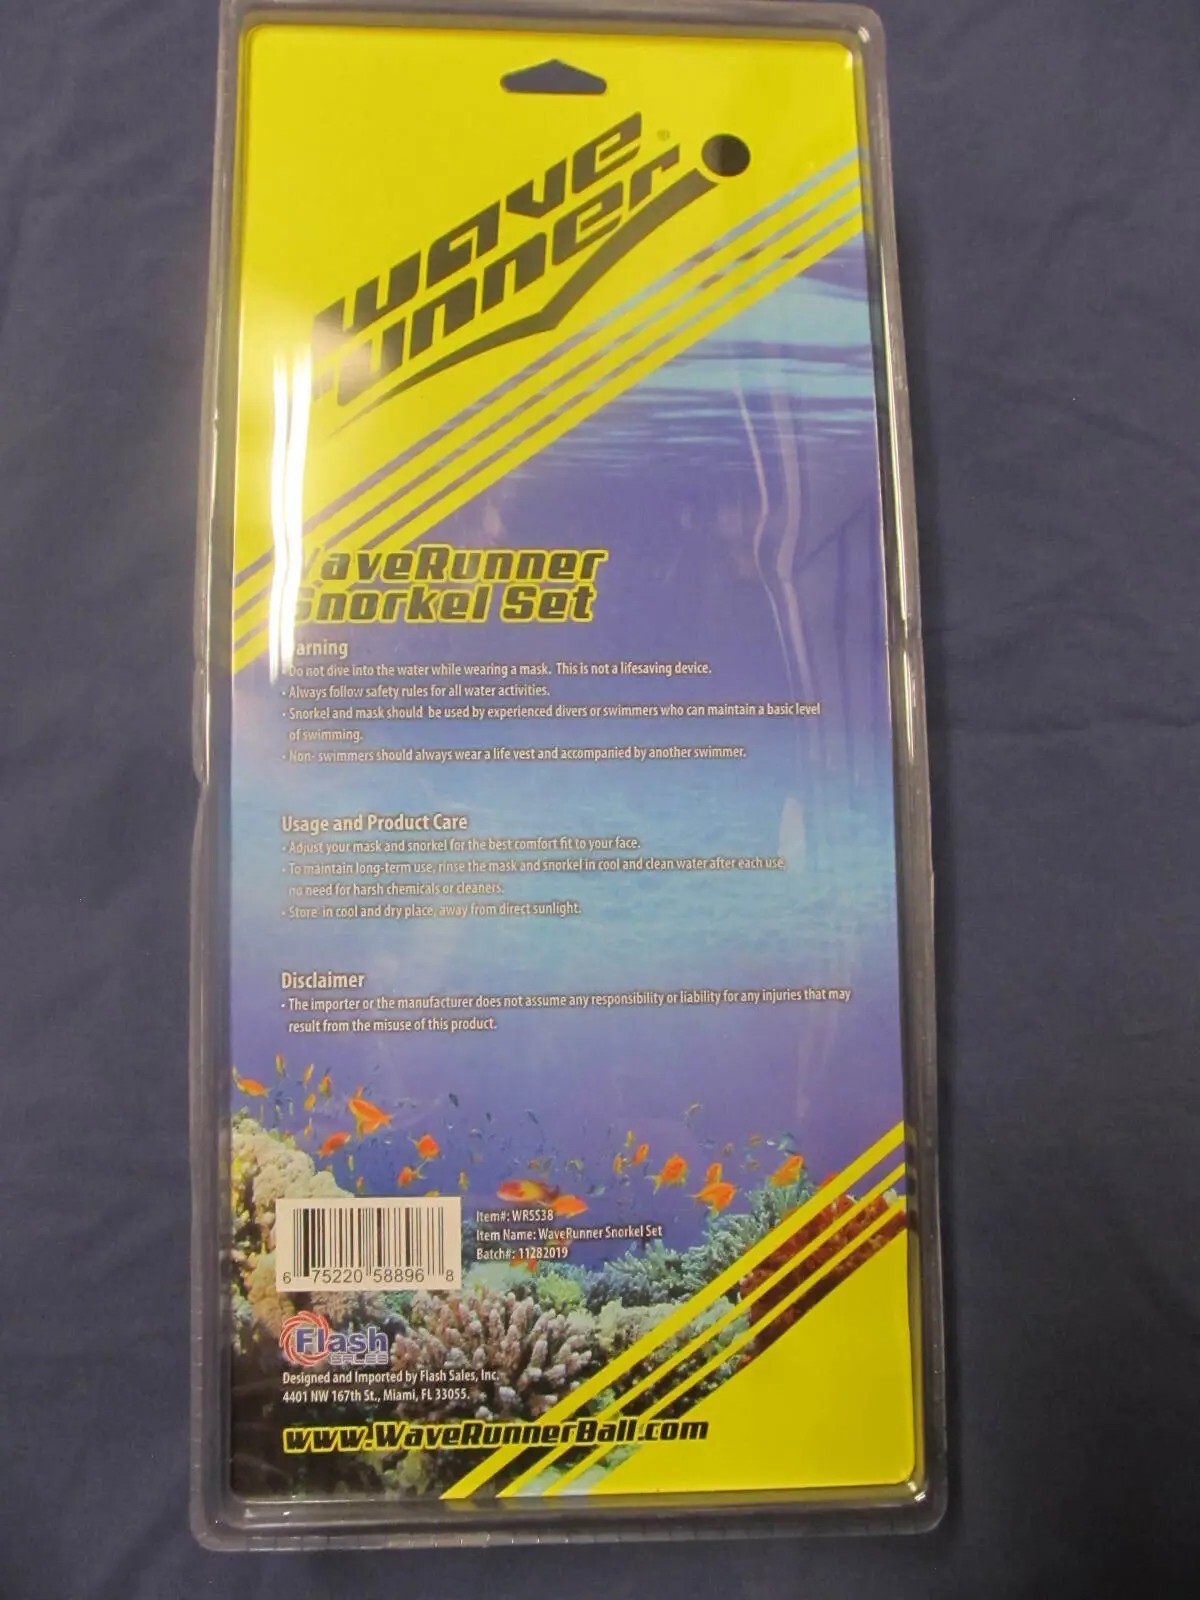 wave
runner®
WaveRunner
Snorkel Set
Warning
• Do not dive into the water while wearing a mask. This is not a lifesaving device.
• Always follow safety rules for all water activities.
• Snorkel and mask should be used by experienced divers or swimmers who can maintain a basic level
of swimming.
• Non- swimmers should always wear a life vest and accompanied by another swimmer.
Usage and Product Care
• Adjust your mask and snorkel for the best comfort fit to your face.
• To maintain long-term use, rinse the mask and snorkel in cool and clean water after each use,
no need for harsh chemicals or cleaners.
• Store in cool and dry place, away from direct sunlight.
Disclaimer
• The importer or the manufacturer does not assume any responsibility or liability for any injuries that may
result from the misuse of this product.
Item#: WRSS38
Item Name: WaveRunner Snorkel Set
Batch#: 11282019
6 75220 58896 8
Flash
SALES
Designed and Imported by Flash Sales, Inc.
4401 NW 167th St., Miami, FL 33055.
www.WaveRunnerBall.com